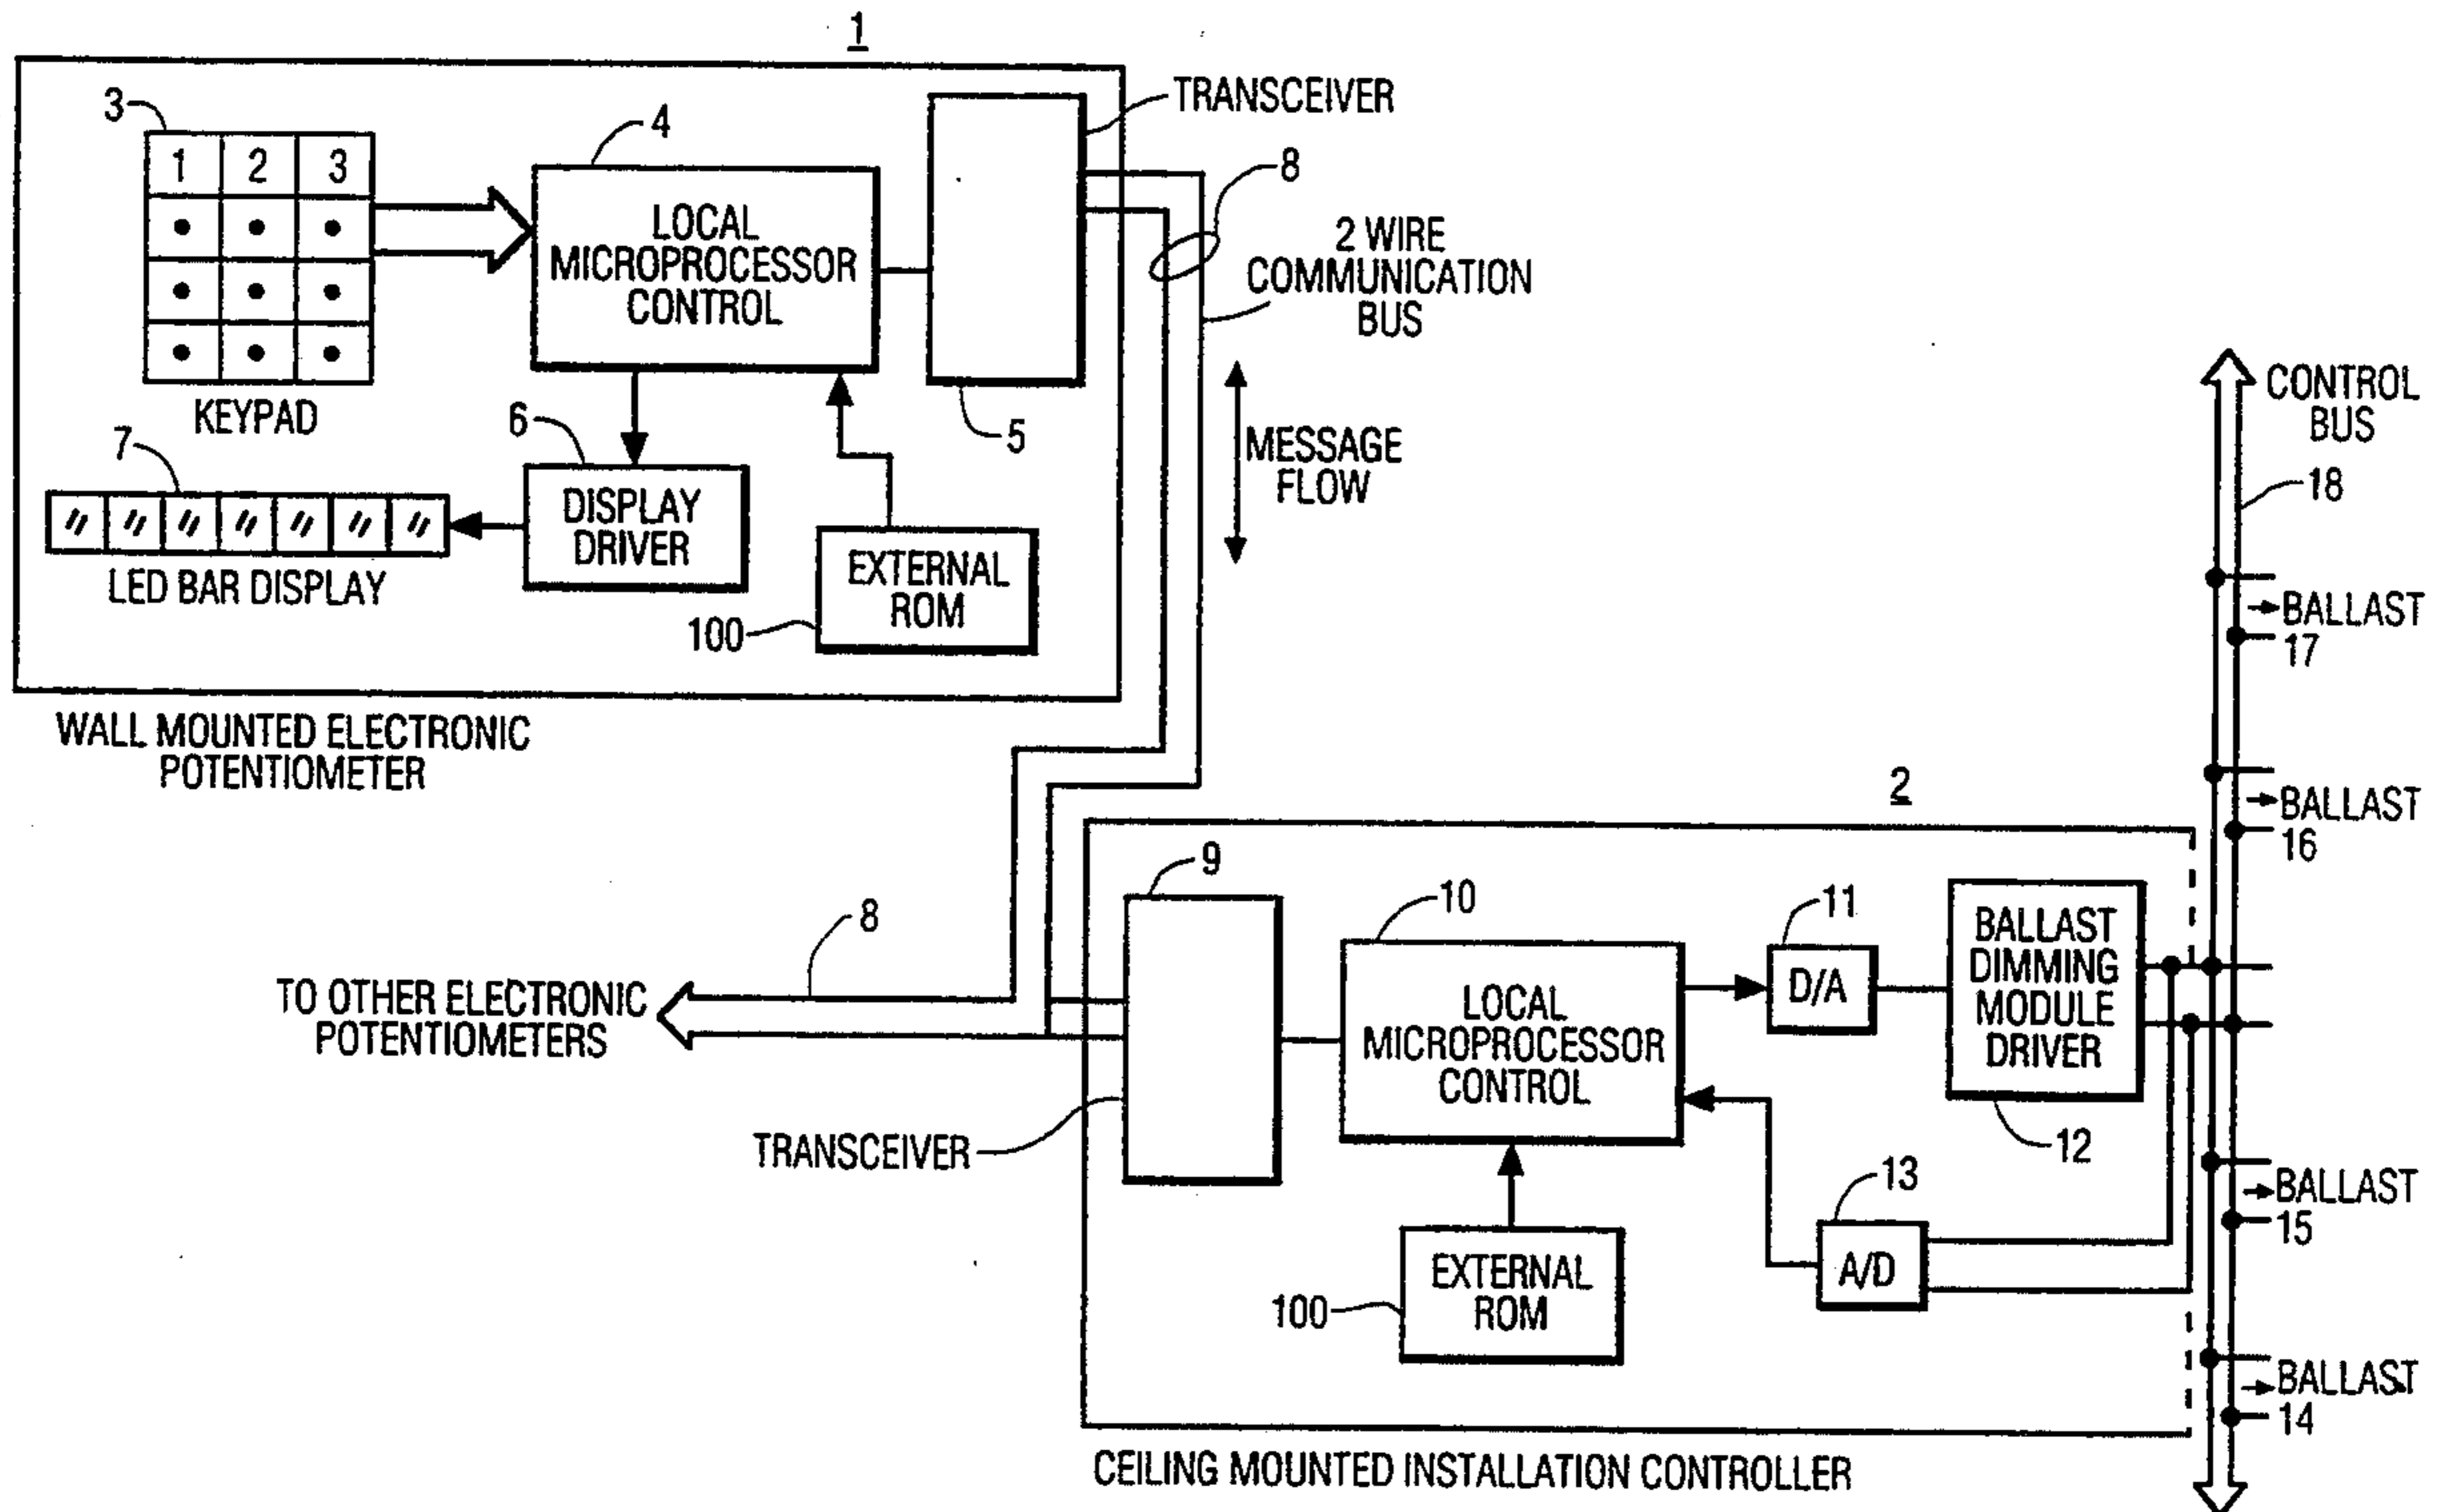 1
TRANSCEIVER
3
4
1 2 3
8
LOCAL
MICROPROCESSOR
CONTROL
2 WIRE
COMMUNICATION
BUS
KEYPAD
6
5
7
MESSAGE
FLOW
CONTROL
BUS
18
DISPLAY
DRIVER
LED BAR DISPLAY
EXTERNAL
ROM
100
BALLAST
17
WALL MOUNTED ELECTRONIC
POTENTIOMETER
2
BALLAST
16
9
10
11
8
BALLAST
DIMMING
MODULE
DRIVER
D/A
TO OTHER ELECTRONIC
POTENTIOMETERS
LOCAL
MICROPROCESSOR
CONTROL
TRANSCEIVER
12
13
BALLAST
15
A/D
EXTERNAL
ROM
100
BALLAST
14
CEILING MOUNTED INSTALLATION CONTROLLER